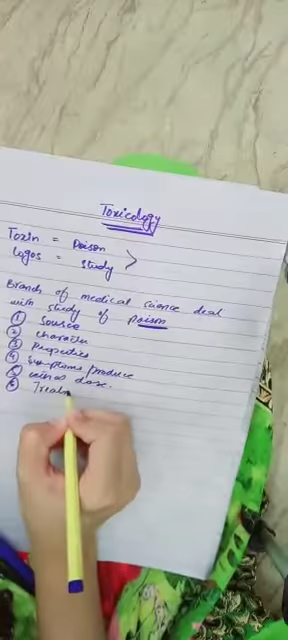 Toxicology
Toxin = poison
Logos = study
Branch of medical science deal
with study of poison
① Source
② character
③ Properties
④ symptoms produce
⑤ dose.
⑥ Treatm